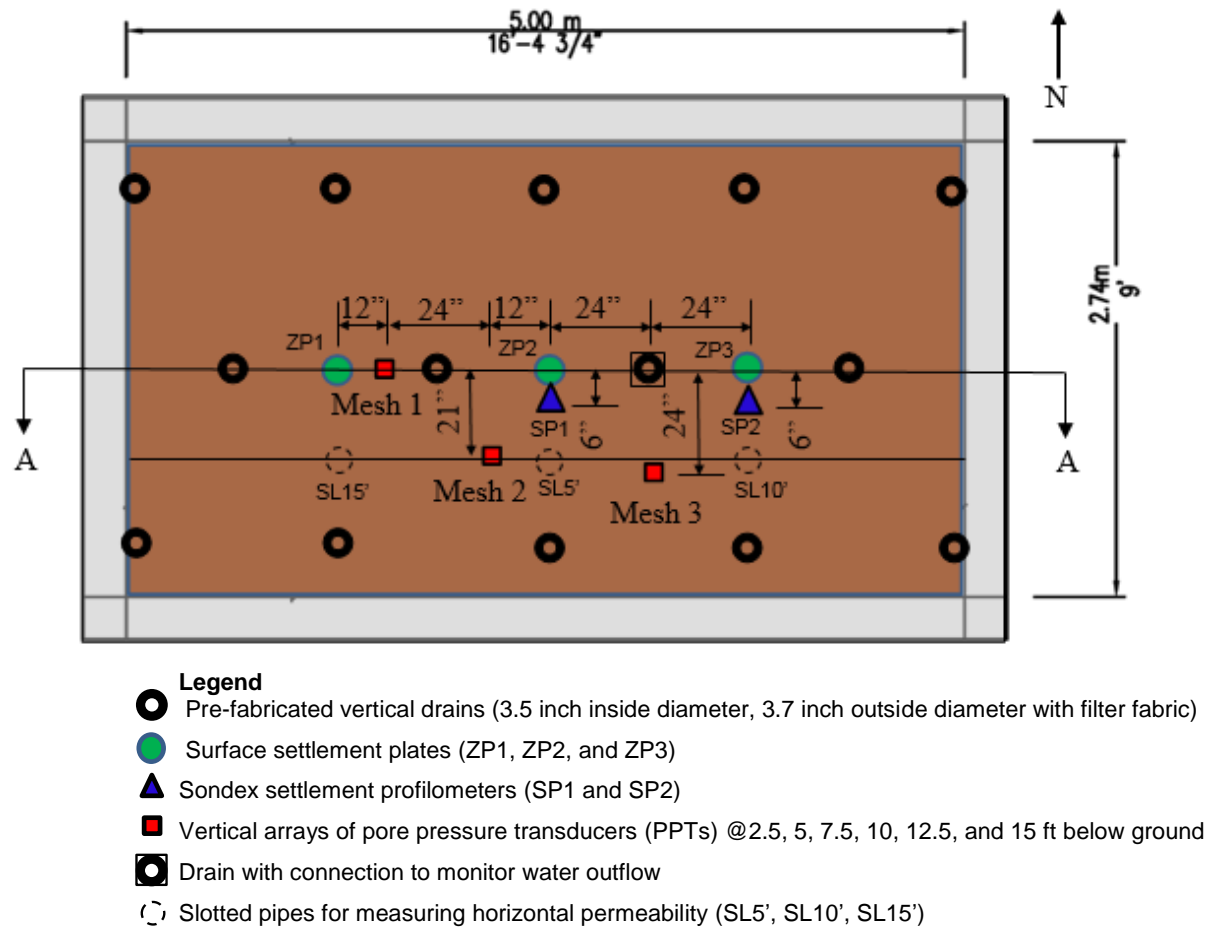 5.00 m
16'-4 3/4"
N
2.74m
9'
12” 24” 12” 24” 24”
ZP1 ZP2 ZP3
Mesh 1
21”
SP1
6”
24”
SP2
6”
A A
SL15’
Mesh 2
SL5’
SL10’
Mesh 3
Legend
Pre-fabricated vertical drains (3.5 inch inside diameter, 3.7 inch outside diameter with filter fabric)
Surface settlement plates (ZP1, ZP2, and ZP3)
Sondex settlement profilometers (SP1 and SP2)
Vertical arrays of pore pressure transducers (PPTs) @2.5, 5, 7.5, 10, 12.5, and 15 ft below ground
Drain with connection to monitor water outflow
Slotted pipes for measuring horizontal permeability (SL5’, SL10’, SL15’)